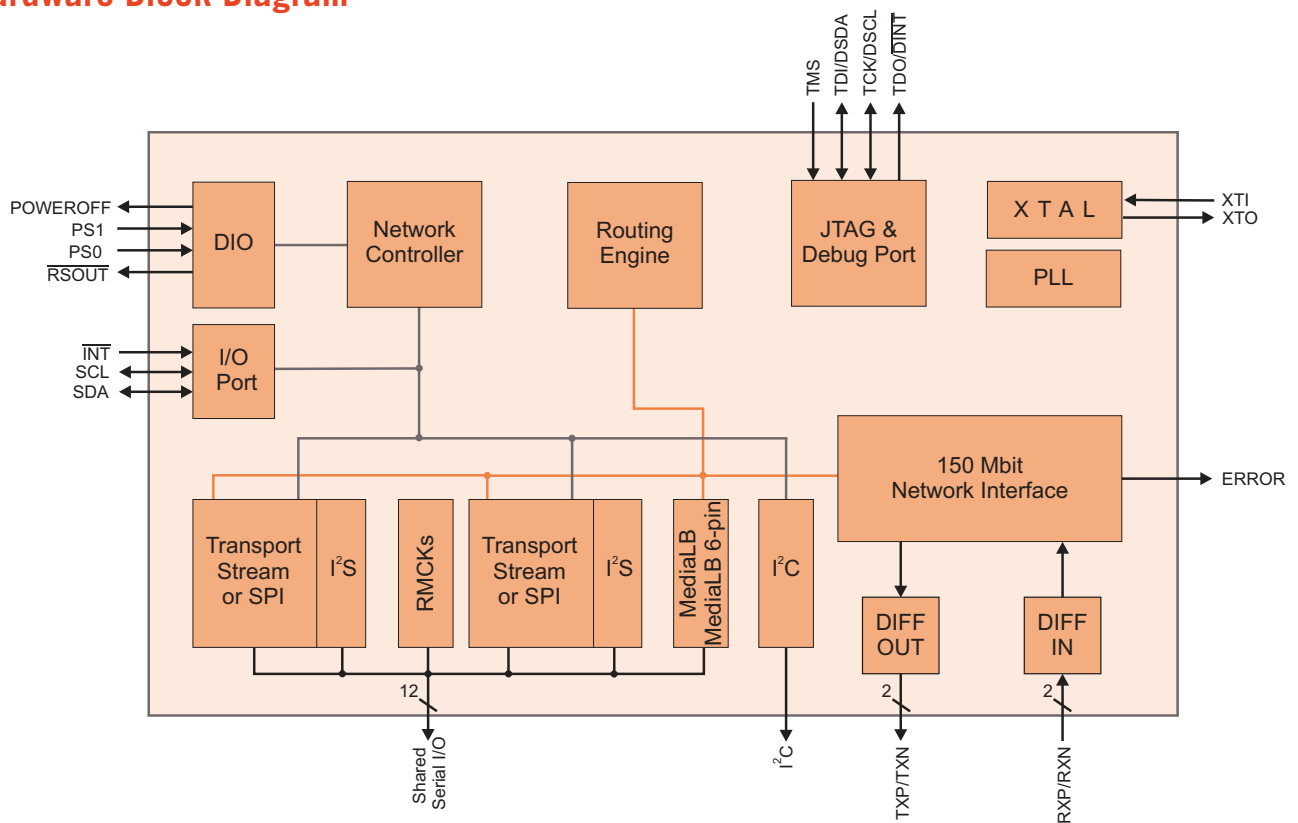 Hardware Block Diagram
TMS
TDI/DSDA
TCK/DSCL
TDO/DINT
POWEROFF
PS1
PS0
RSOUT
DIO
Network
Controller
Routing
Engine
JTAG &
Debug Port
X T A L
XTI
XTO
PLL
INT
SCL
SDA
I/O
Port
150 Mbit
Network Interface
ERROR
Transport
Stream
or SPI
I²S
RMCKs
Transport
Stream
or SPI
I²S
MediaLB
MediaLB 6-pin
I²C
DIFF
OUT
DIFF
IN
12
2
2
Shared
Serial I/O
I²C
TXP/TXN
RXP/RXN